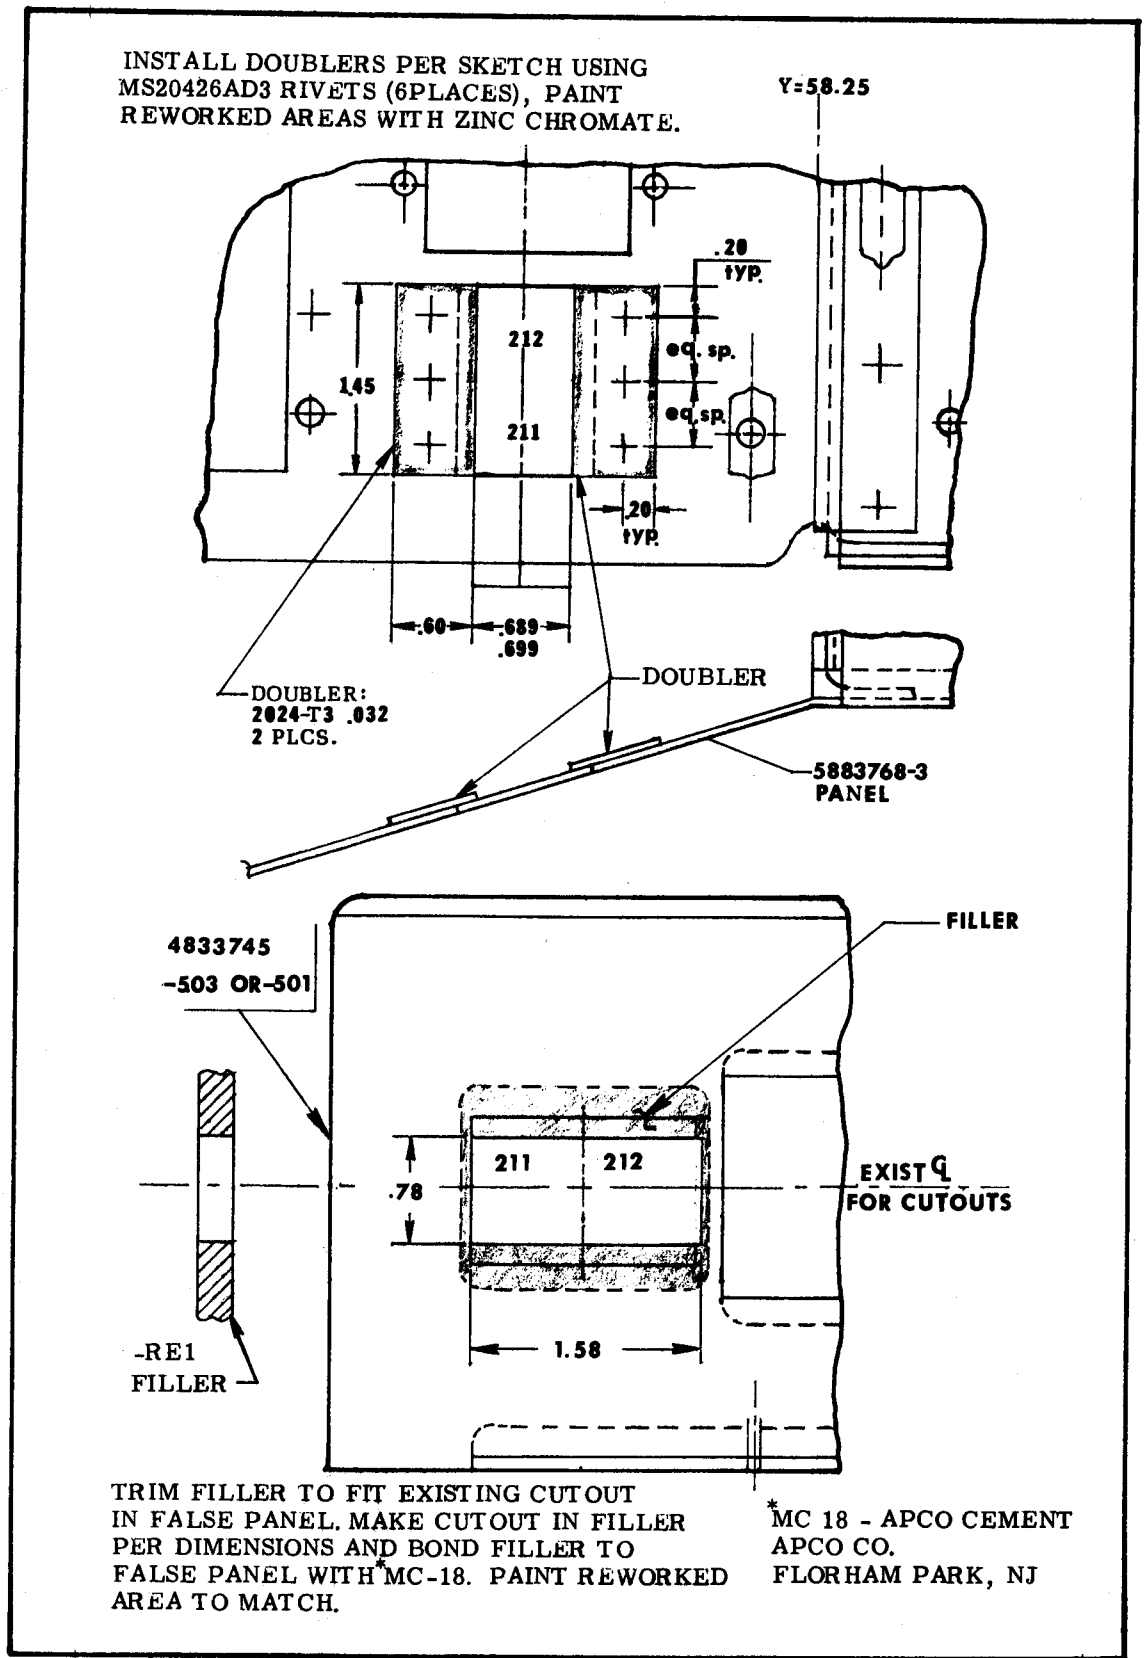 INSTALL DOUBLERS PER SKETCH USING
MS20426AD3 RIVETS (6PLACES), PAINT
REWORKED AREAS WITH ZINC CHROMATE.
Y=58.25
.20
typ.
212
eq. sp.
1.45
211
eq. sp.
.20
typ.
.60
.689
.699
DOUBLER:
2024-T3 .032
2 PLCS.
DOUBLER
5883768-3
PANEL
FILLER
4833745
-503 OR-501
211
212
.78
EXIST ℄
FOR CUTOUTS
1.58
-RE1
FILLER
TRIM FILLER TO FIT EXISTING CUTOUT
IN FALSE PANEL. MAKE CUTOUT IN FILLER
PER DIMENSIONS AND BOND FILLER TO
FALSE PANEL WITH*MC-18. PAINT REWORKED
AREA TO MATCH.
*MC 18 - APCO CEMENT
APCO CO.
FLORHAM PARK, NJ